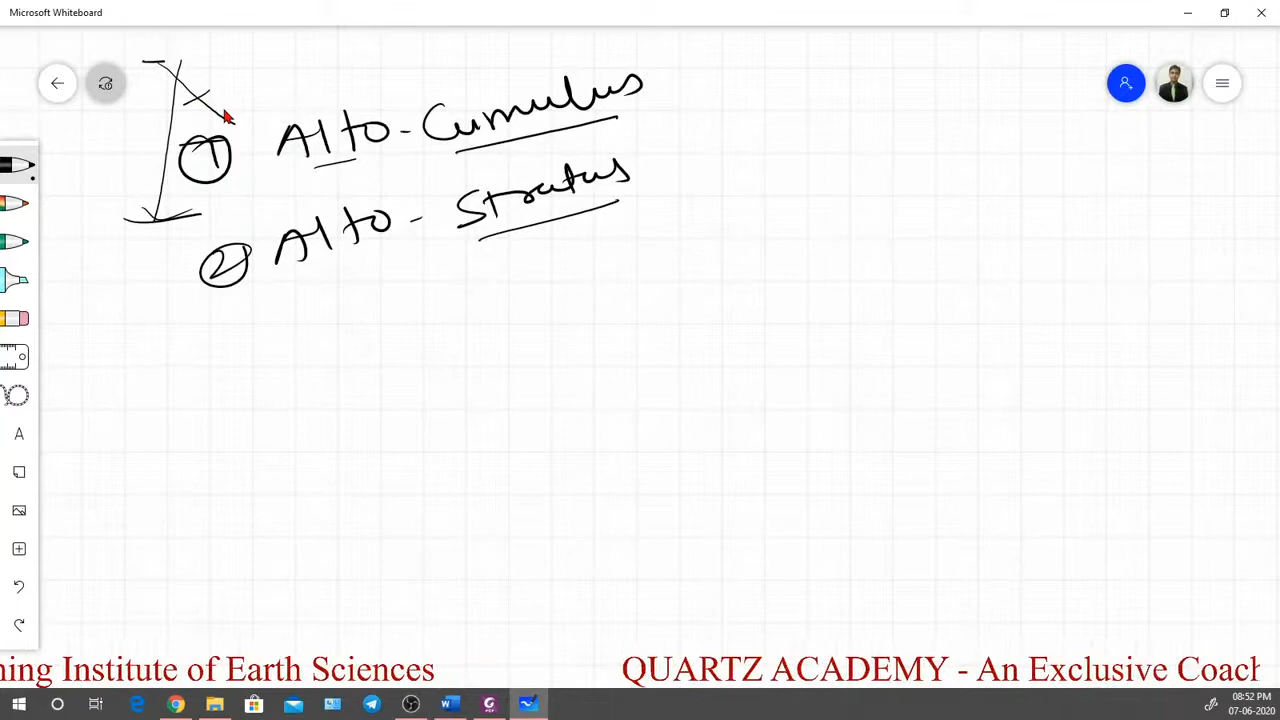 Microsoft Whiteboard
① Alto-Cumulus
② Alto-Stratus
A
ning Institute of Earth Sciences QUARTZ ACADEMY - An Exclusive Coach
08:52 PM
07-06-2020